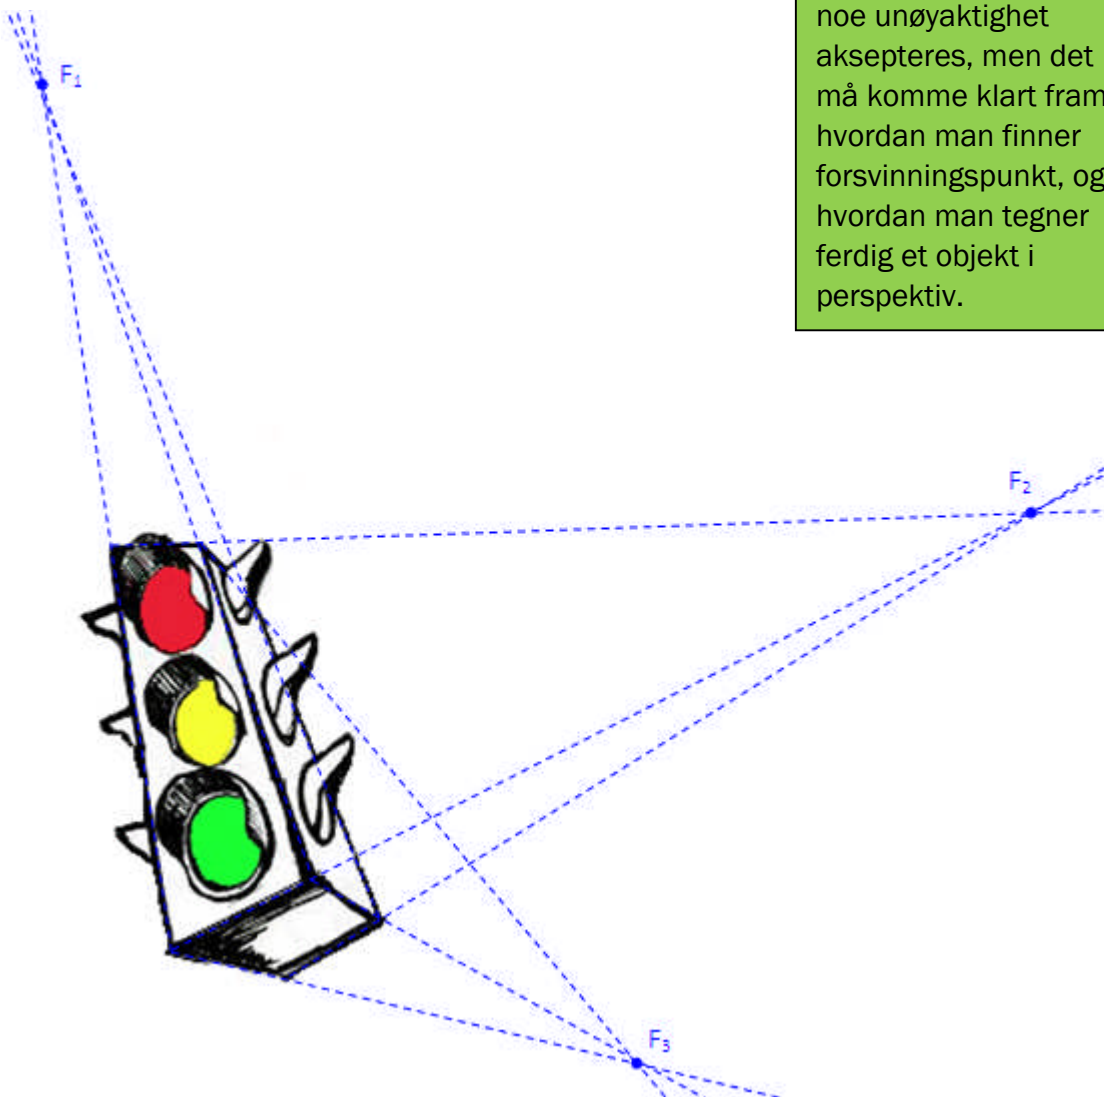 noe unøyaktighet
aksepteres, men det
må komme klart fram
hvordan man finner
forsvinningspunkt, og
hvordan man tegner
ferdig et objekt i
perspektiv.
F₁
F₂
F₃